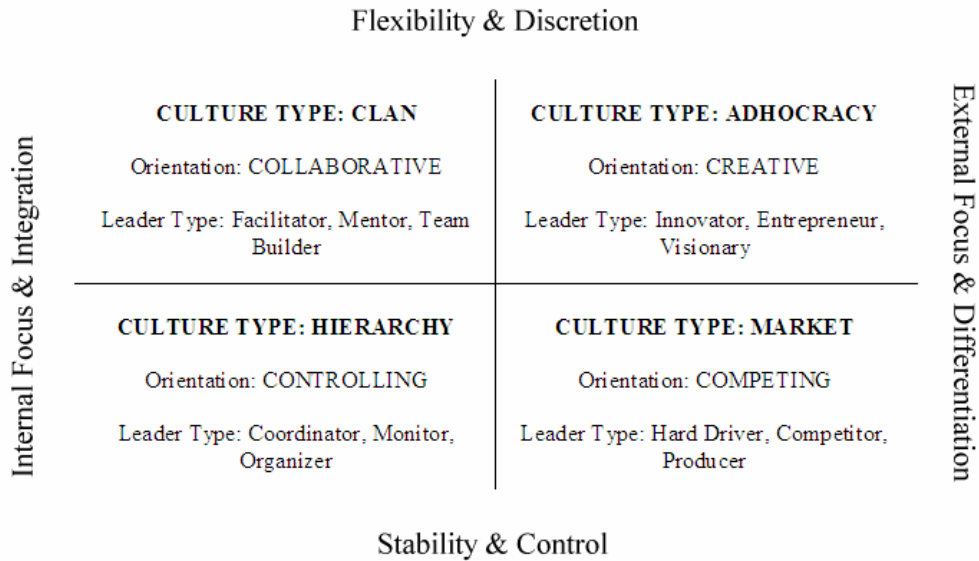 Flexibility & Discretion
Internal Focus & Integration
CULTURE TYPE: CLAN
Orientation: COLLABORATIVE
Leader Type: Facilitator, Mentor, Team
Builder
CULTURE TYPE: ADHOCRACY
Orientation: CREATIVE
Leader Type: Innovator, Entrepreneur,
Visionary
External Focus & Differentiation
CULTURE TYPE: HIERARCHY
Orientation: CONTROLLING
Leader Type: Coordinator, Monitor,
Organizer
CULTURE TYPE: MARKET
Orientation: COMPETING
Leader Type: Hard Driver, Competitor,
Producer
Stability & Control